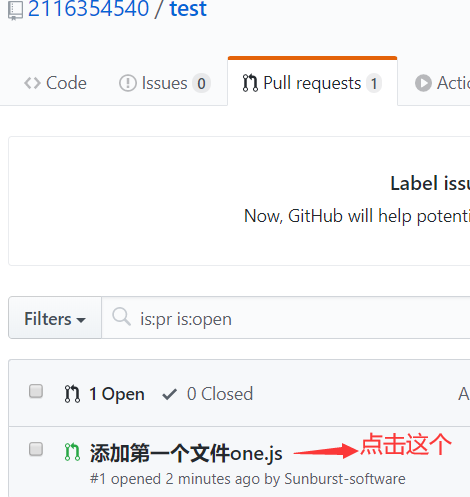 2116354540 / test
Code
Issues 0
Pull requests 1
Actio
Label issu
Now, GitHub will help potenti
Filters
is:pr is:open
1 Open
0 Closed
A
添加第一个文件one.js
点击这个
#1 opened 2 minutes ago by Sunburst-software